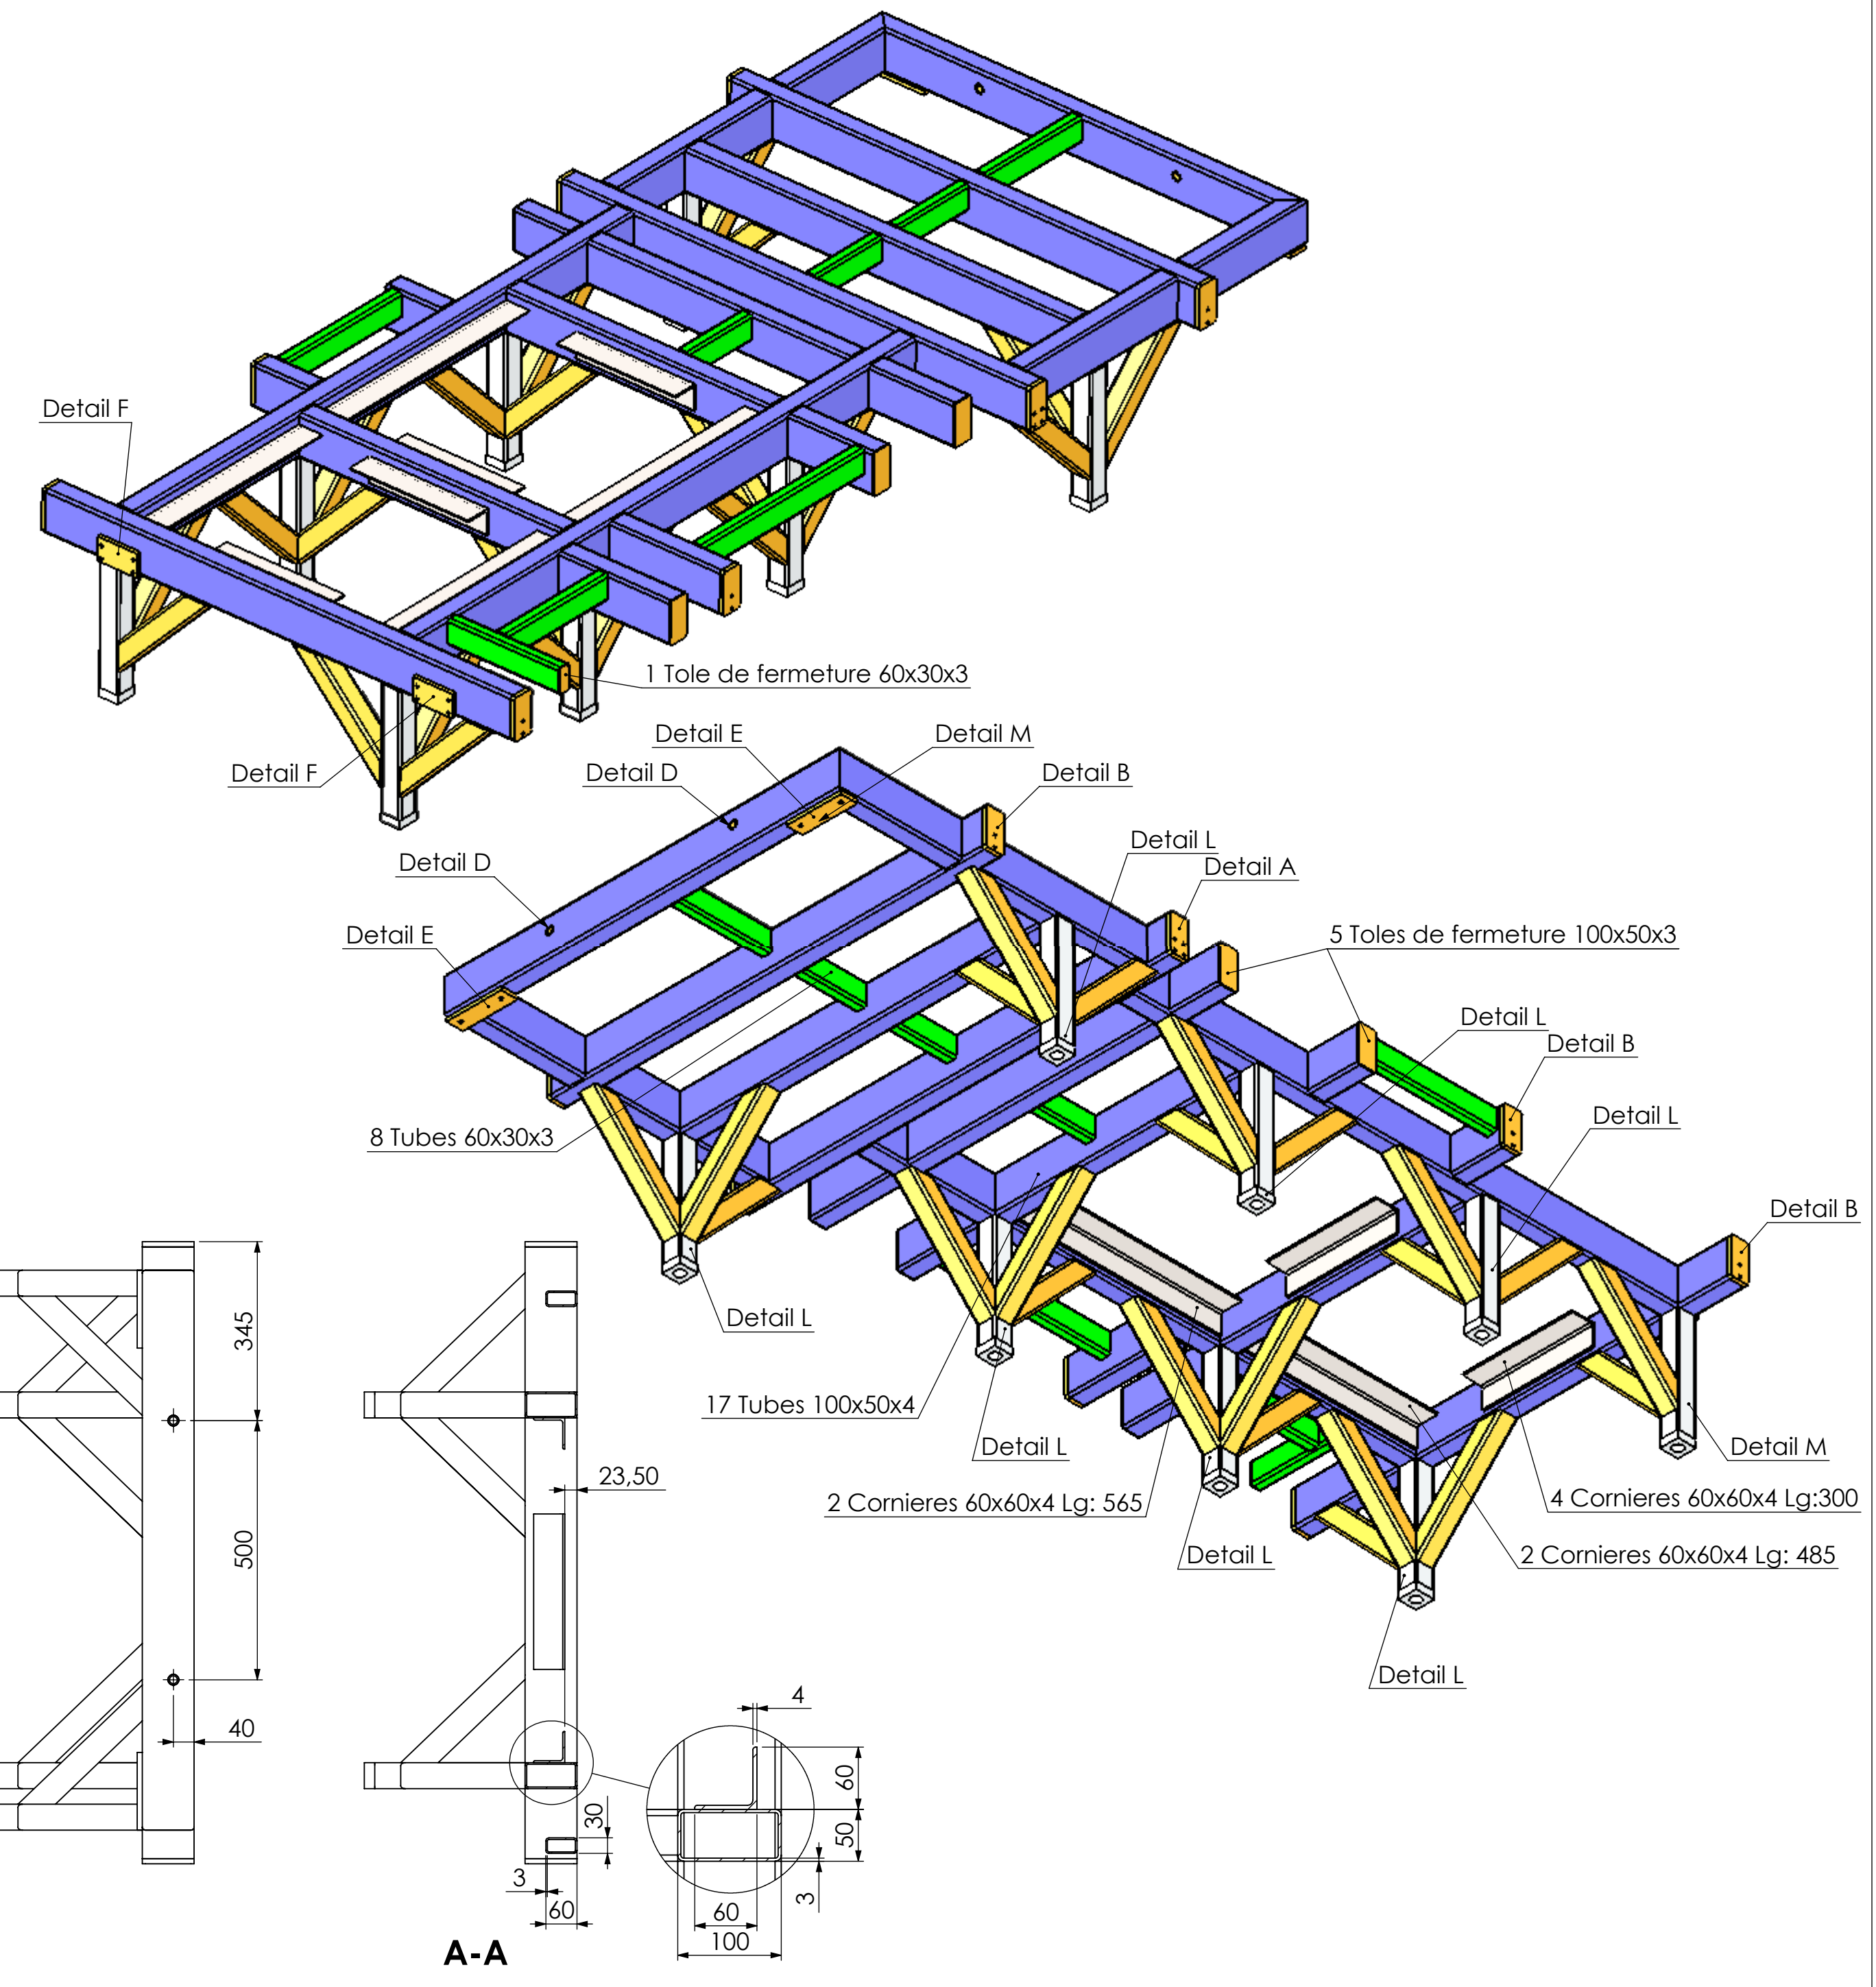 Detail F
1 Tole de fermeture 60x30x3
Detail F
Detail E
Detail M
Detail D
Detail B
Detail L
Detail D
Detail A
Detail E
5 Toles de fermeture 100x50x3
Detail L
Detail B
Detail L
8 Tubes 60x30x3
Detail B
Detail L
17 Tubes 100x50x4
Detail L
Detail M
2 Cornieres 60x60x4 Lg: 565
4 Cornieres 60x60x4 Lg:300
Detail L
2 Cornieres 60x60x4 Lg: 485
Detail L
345
500
40
23,50
30
3
60
4
60
50
3
60
100
A-A